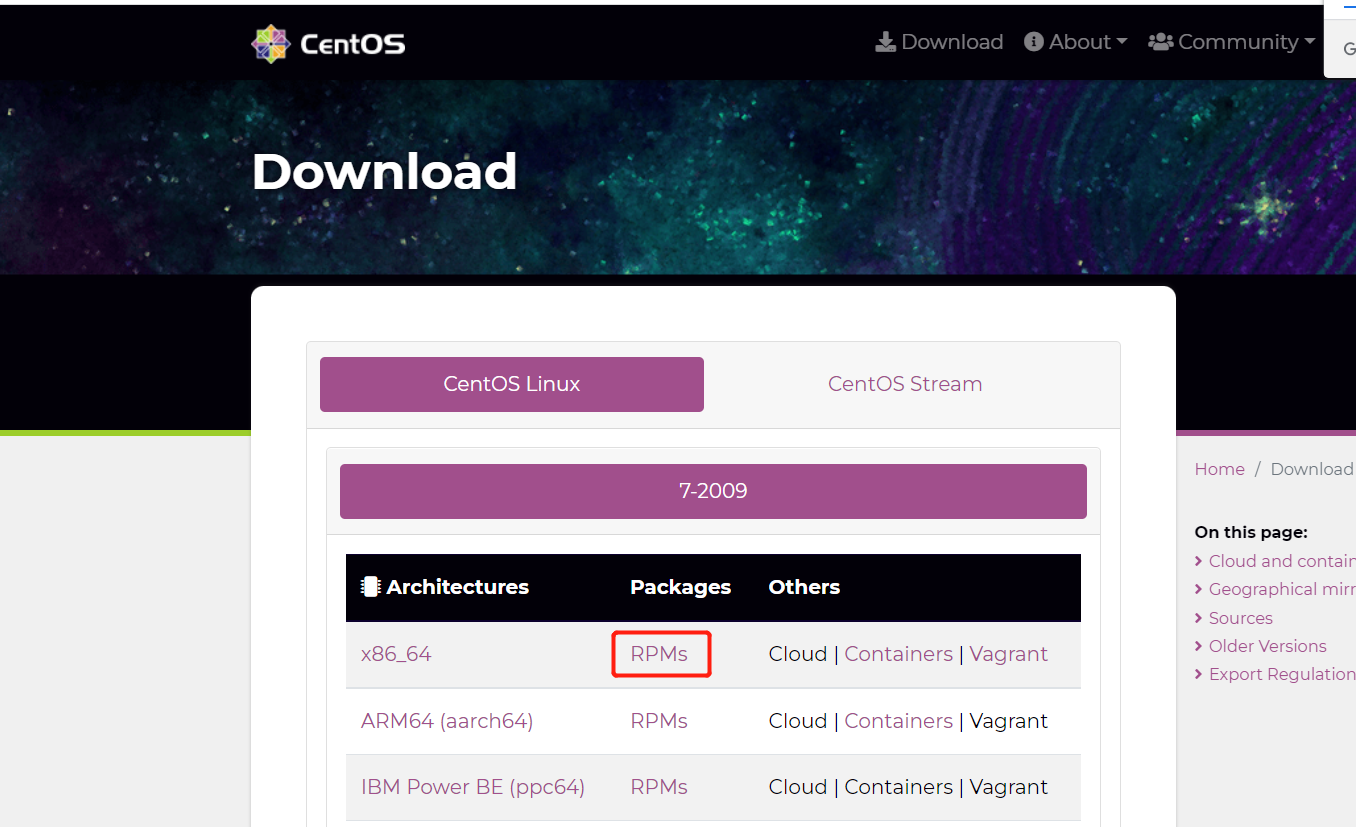 CentOS Download About Community G
Download
CentOS Linux CentOS Stream
7-2009
Home / Download
On this page:
Cloud and contain
Geographical mirr
Sources
Older Versions
Export Regulation
Architectures Packages Others
x86_64 RPMs Cloud | Containers | Vagrant
ARM64 (aarch64) RPMs Cloud | Containers | Vagrant
IBM Power BE (ppc64) RPMs Cloud | Containers | Vagrant